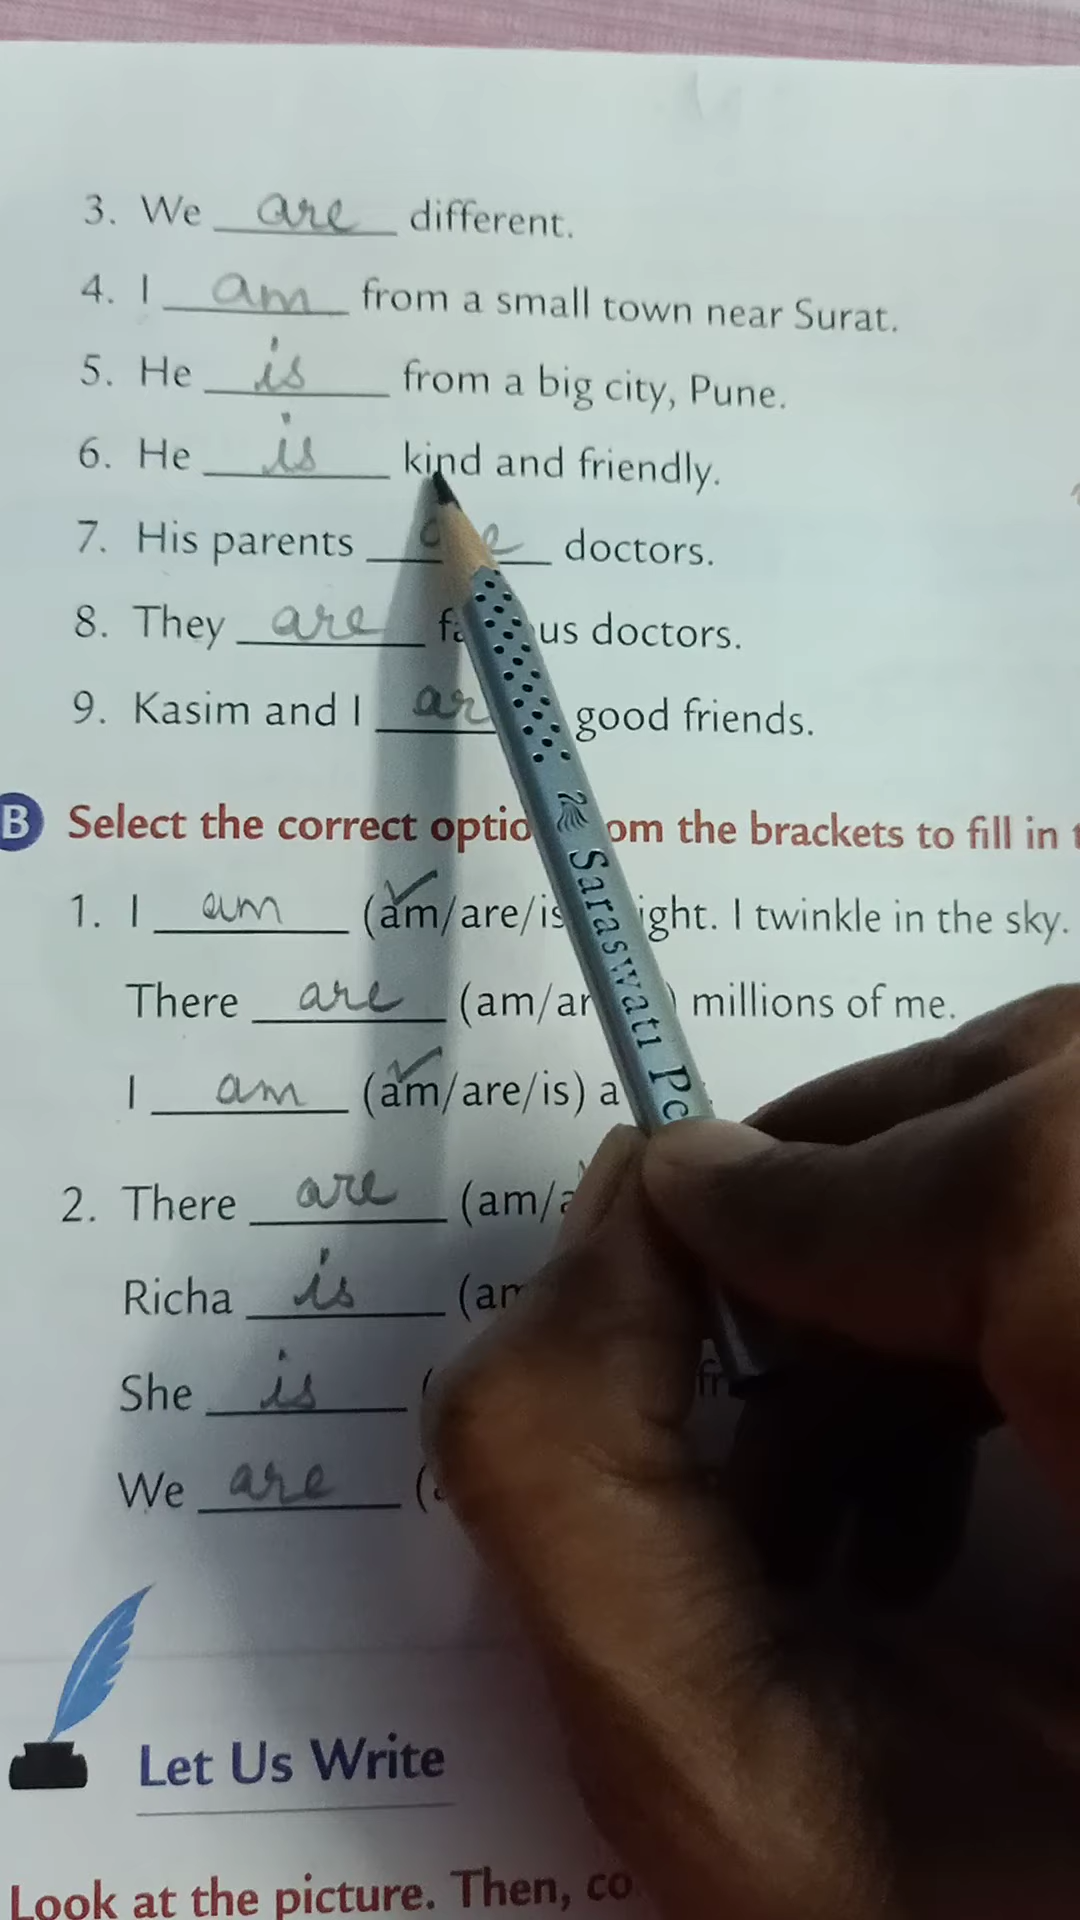 3. We are different.
4. I am from a small town near Surat.
5. He is from a big city, Pune.
6. He is kind and friendly.
7. His parents are doctors.
8. They are us doctors.
9. Kasim and I ar good friends.
B Select the correct optio om the brackets to fill in
1. I am (am/are/is ight. I twinkle in the sky.
There are (am/ar ) millions of me.
I am (am/are/is) a
2. There are (am/a
Richa is (am
She is ( fr
We are (
Saraswati
Let Us Write
Look at the picture. Then, co